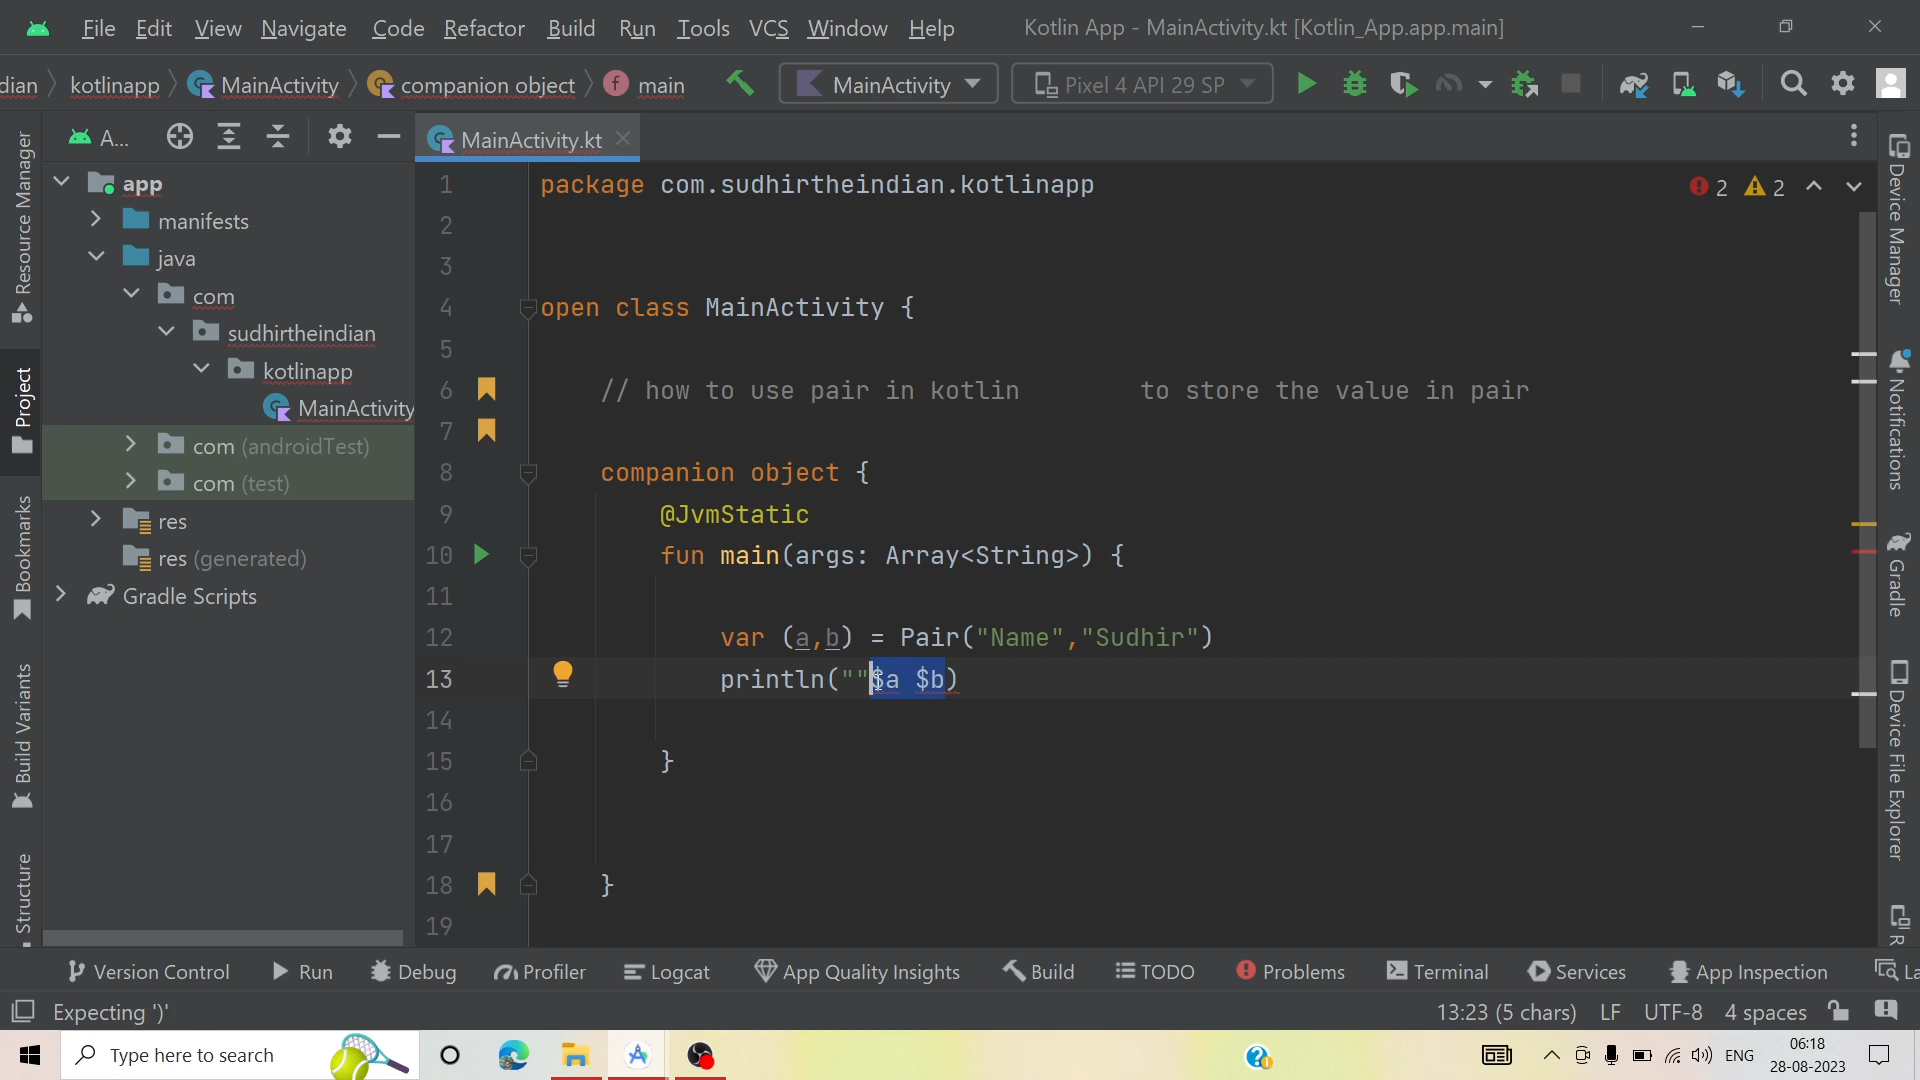 File Edit View Navigate Code Refactor Build Run Tools VCS Window Help Kotlin App - MainActivity.kt [Kotlin_App.app.main]
dian kotlinapp MainActivity companion object main MainActivity Pixel 4 API 29 SP
A... MainActivity.kt
Resource Manager
Project
Bookmarks
Build Variants
Structure
app
manifests
java
com
sudhirtheindian
kotlinapp
MainActivity
com (androidTest)
com (test)
res
res (generated)
Gradle Scripts
1 package com.sudhirtheindian.kotlinapp
2
3
4 open class MainActivity {
5
6 // how to use pair in kotlin to store the value in pair
7
8 companion object {
9 @JvmStatic
10 fun main(args: Array<String>) {
11
12 var (a,b) = Pair("Name","Sudhir")
13 println(""$a $b)
14
15 }
16
17
18 }
19
2 2
Device Manager
Notifications
Gradle
Device File Explorer
R
Version Control Run Debug Profiler Logcat App Quality Insights Build TODO Problems Terminal Services App Inspection La
Expecting ')' 13:23 (5 chars) LF UTF-8 4 spaces
Type here to search ENG 06:18
28-08-2023